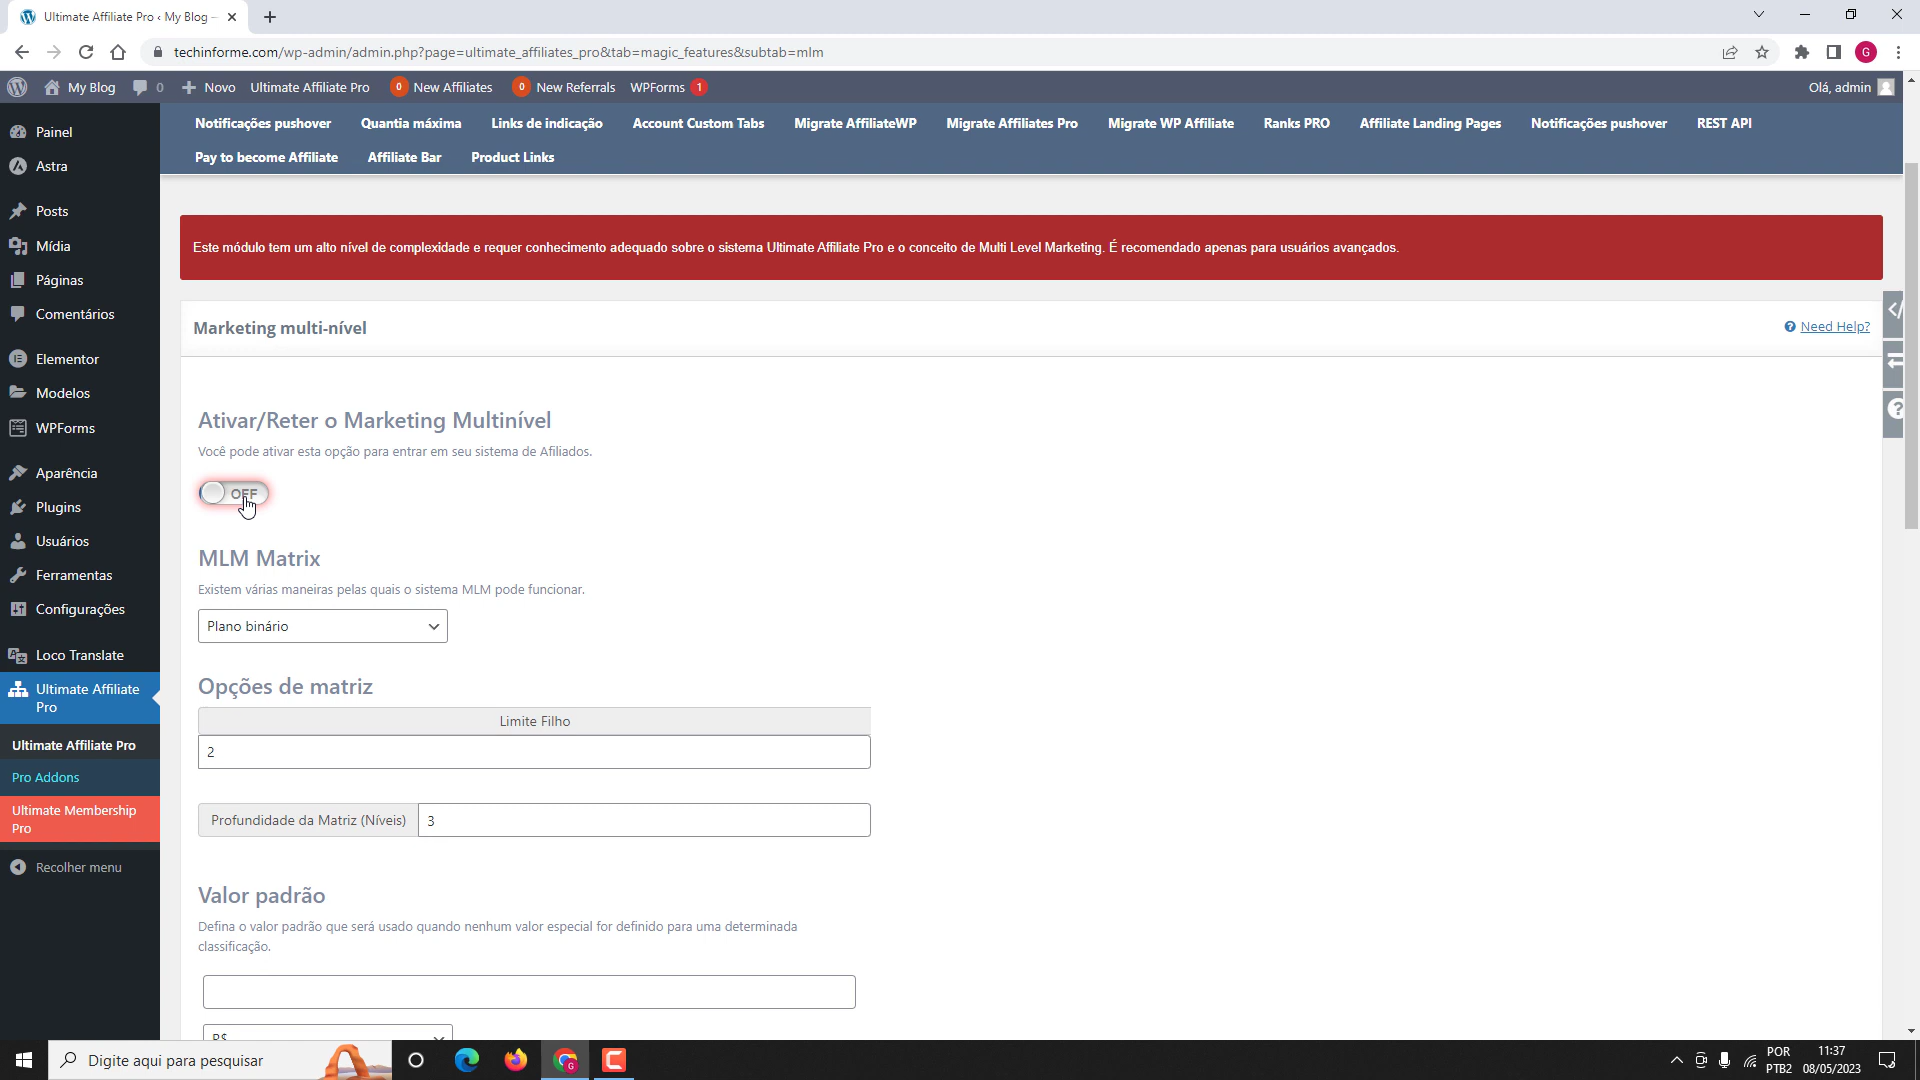 Ultimate Affiliate Pro ‹ My Blog –
techinforme.com/wp-admin/admin.php?page=ultimate_affiliates_pro&tab=magic_features&subtab=mlm
G
My Blog
0
Novo
Ultimate Affiliate Pro
0
New Affiliates
0
New Referrals
WPForms
1
Olá, admin
Painel
Astra
Posts
Mídia
Páginas
Comentários
Elementor
Modelos
WPForms
Aparência
Plugins
Usuários
Ferramentas
Configurações
Loco Translate
Ultimate Affiliate
Pro
Ultimate Affiliate Pro
Pro Addons
Ultimate Membership
Pro
Recolher menu
Notificações pushover
Quantia máxima
Links de indicação
Account Custom Tabs
Migrate AffiliateWP
Migrate Affiliates Pro
Migrate WP Affiliate
Ranks PRO
Affiliate Landing Pages
Notificações pushover
REST API
Pay to become Affiliate
Affiliate Bar
Product Links
Este módulo tem um alto nível de complexidade e requer conhecimento adequado sobre o sistema Ultimate Affiliate Pro e o conceito de Multi Level Marketing. É recomendado apenas para usuários avançados.
Marketing multi-nível
Need Help?
Ativar/Reter o Marketing Multinível
Você pode ativar esta opção para entrar em seu sistema de Afiliados.
OFF
MLM Matrix
Existem várias maneiras pelas quais o sistema MLM pode funcionar.
Plano binário
Opções de matriz
Limite Filho
2
Profundidade da Matriz (Níveis)
3
Valor padrão
Defina o valor padrão que será usado quando nenhum valor especial for definido para uma determinada
classificação.
R$
Digite aqui para pesquisar
POR
PTB2
11:37
08/05/2023